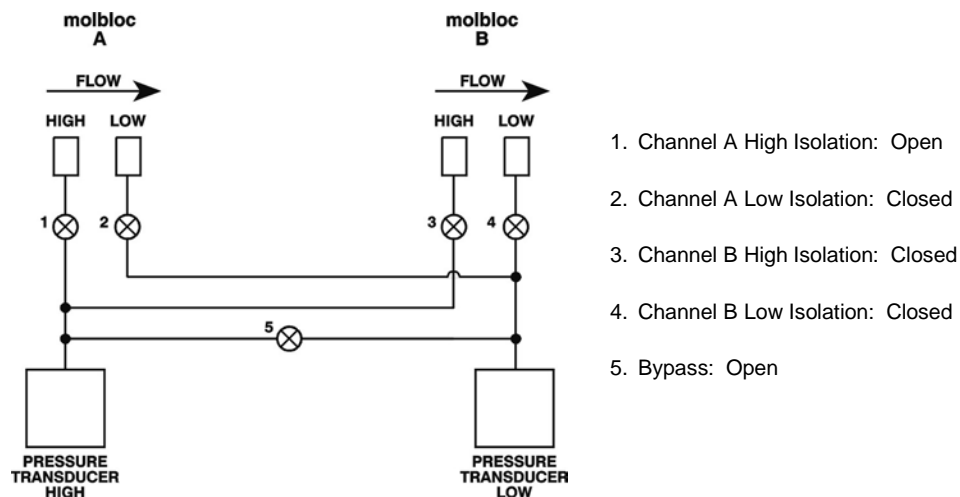 molbloc
A
FLOW
HIGH LOW
1
2
molbloc
B
FLOW
HIGH LOW
3
4
5
PRESSURE
TRANSDUCER
HIGH
PRESSURE
TRANSDUCER
LOW
1. Channel A High Isolation: Open
2. Channel A Low Isolation: Closed
3. Channel B High Isolation: Closed
4. Channel B Low Isolation: Closed
5. Bypass: Open